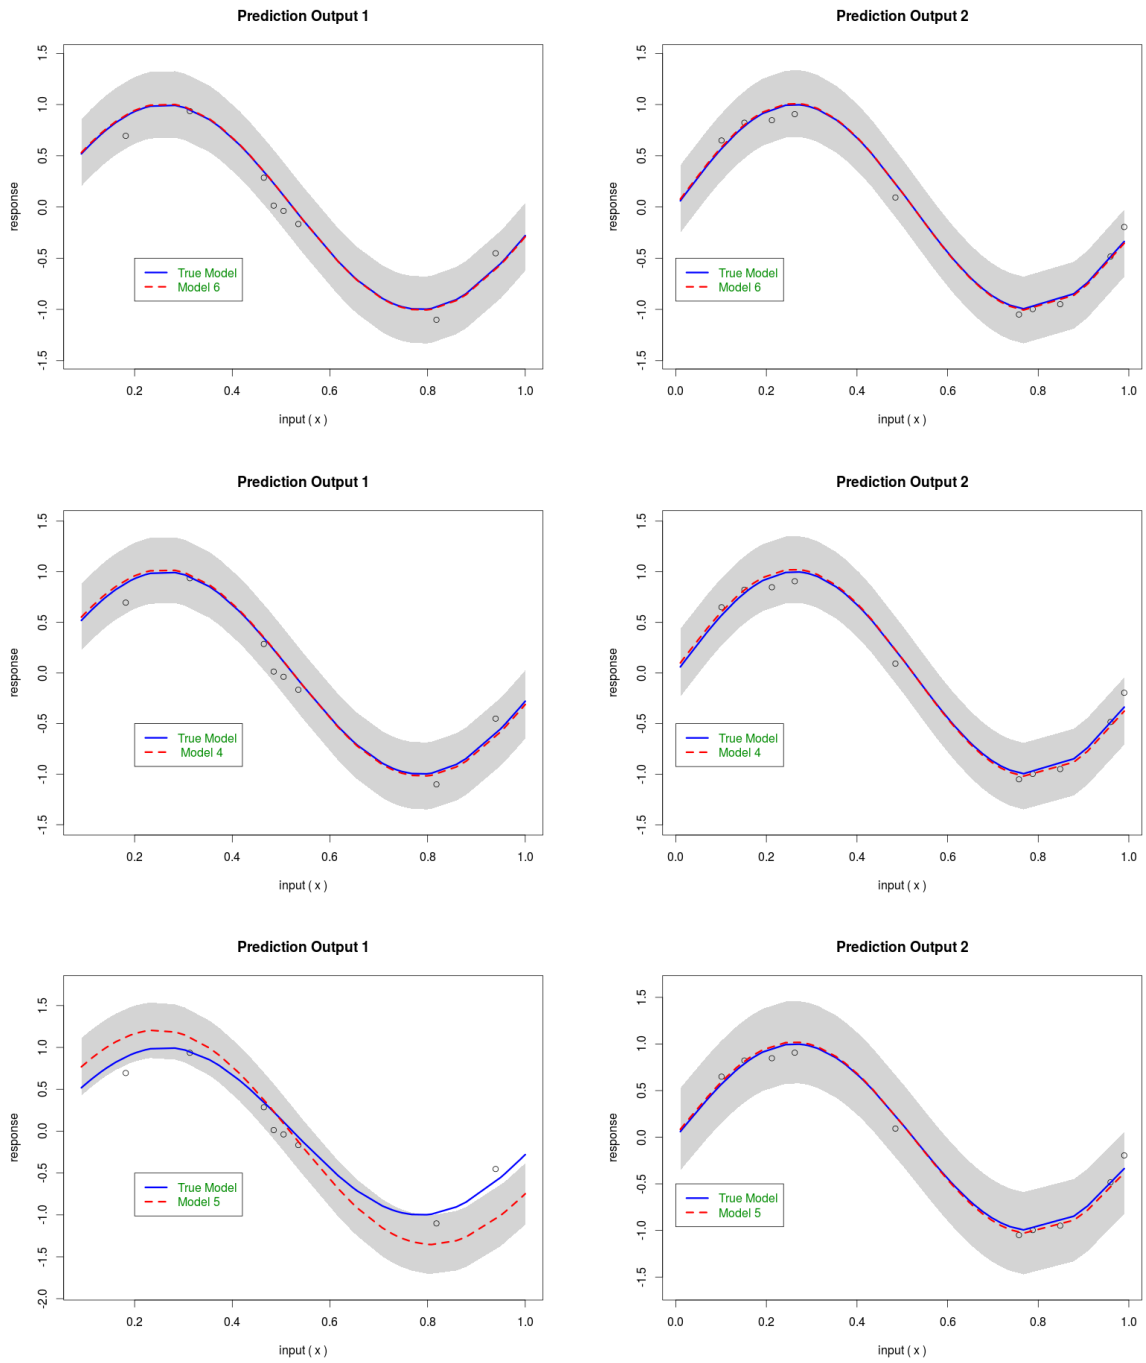 Prediction Output 1
response
1.5
1.0
0.5
0.0
-0.5
-1.0
-1.5
True Model
Model 6
0.2 0.4 0.6 0.8 1.0
input ( x )
Prediction Output 2
response
1.5
1.0
0.5
0.0
-0.5
-1.0
-1.5
True Model
Model 6
0.0 0.2 0.4 0.6 0.8 1.0
input ( x )
Prediction Output 1
response
1.5
1.0
0.5
0.0
-0.5
-1.0
-1.5
True Model
Model 4
0.2 0.4 0.6 0.8 1.0
input ( x )
Prediction Output 2
response
1.5
1.0
0.5
0.0
-0.5
-1.0
-1.5
True Model
Model 4
0.0 0.2 0.4 0.6 0.8 1.0
input ( x )
Prediction Output 1
response
1.5
1.0
0.5
0.0
-0.5
-1.0
-1.5
-2.0
True Model
Model 5
0.2 0.4 0.6 0.8 1.0
input ( x )
Prediction Output 2
response
1.5
1.0
0.5
0.0
-0.5
-1.0
-1.5
True Model
Model 5
0.0 0.2 0.4 0.6 0.8 1.0
input ( x )